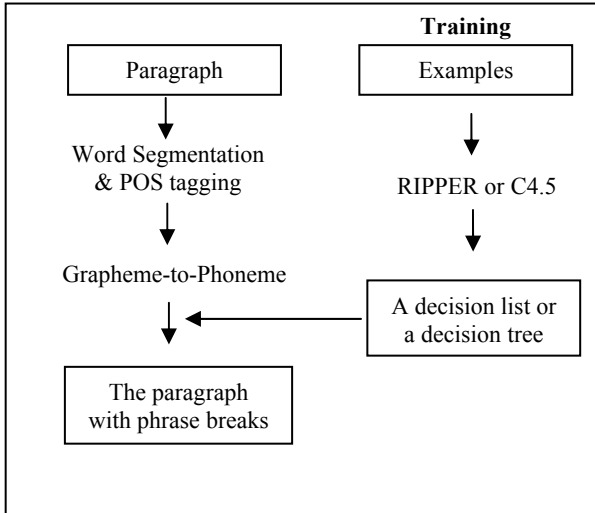 Paragraph
Word Segmentation
& POS tagging
Grapheme-to-Phoneme
The paragraph
with phrase breaks
Training
Examples
RIPPER or C4.5
A decision list or
a decision tree